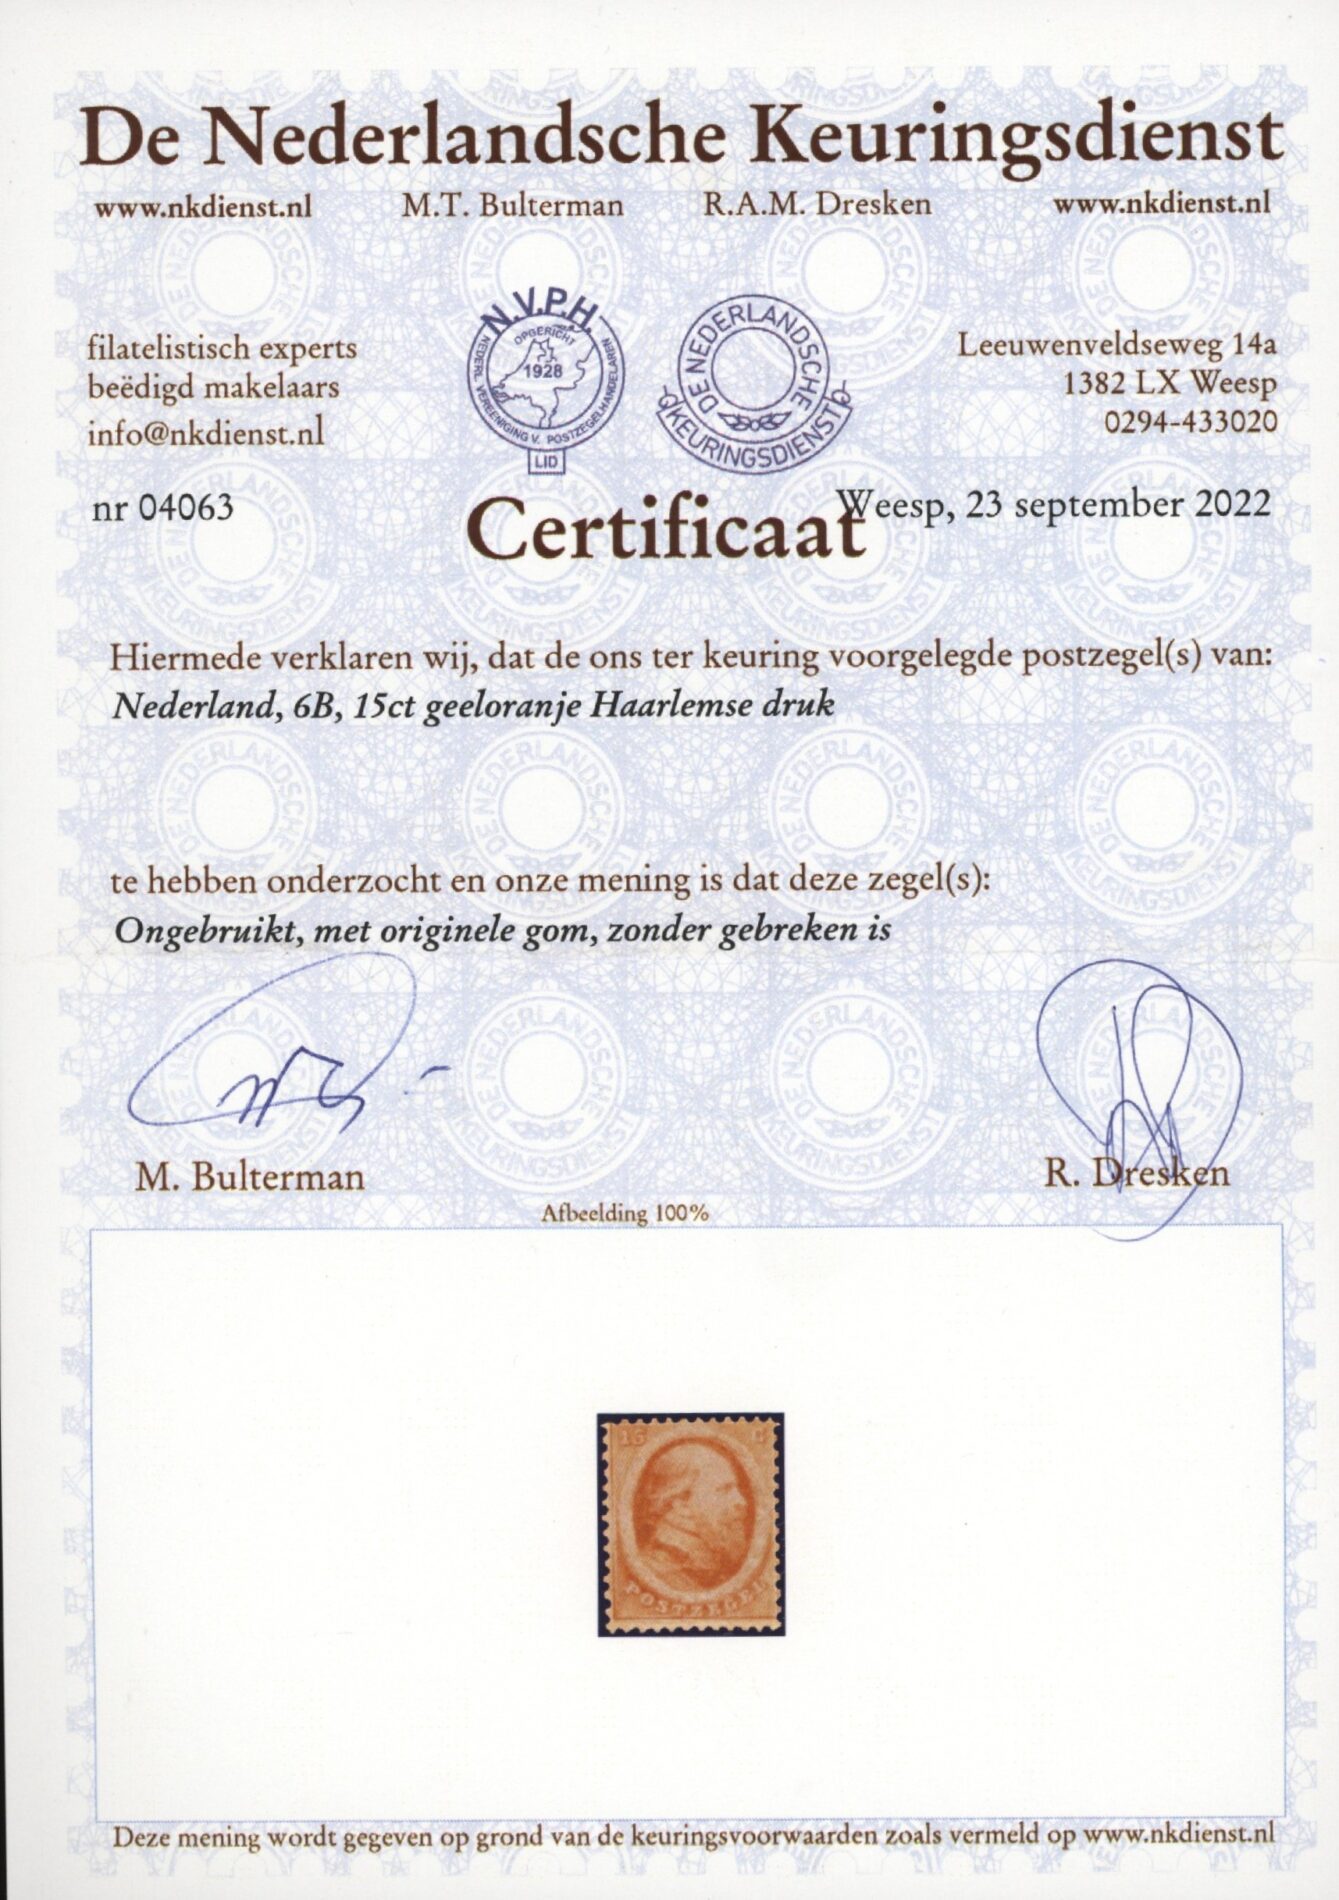 De Nederlandsche Keuringsdienst
www.nkdienst.nl M.T. Bulterman R.A.M. Dresken www.nkdienst.nl
filatelistisch experts
beëdigd makelaars
info@nkdienst.nl
N.V.P.H.
OPGERICHT
1928
NEDERL. VEREENIGING V. POSTZEGELHANDELAREN
LID
DE NEDERLANDSCHE
KEURINGSDIENST
Leeuwenveldseweg 14a
1382 LX Weesp
0294-433020
nr 04063
Certificaat
Weesp, 23 september 2022
Hiermede verklaren wij, dat de ons ter keuring voorgelegde postzegel(s) van:
Nederland, 6B, 15ct geeloranje Haarlemse druk
te hebben onderzocht en onze mening is dat deze zegel(s):
Ongebruikt, met originele gom, zonder gebreken is
M. Bulterman
R. Dresken
Afbeelding 100%
15 C
POSTZEGEL
Deze mening wordt gegeven op grond van de keuringsvoorwaarden zoals vermeld op www.nkdienst.nl